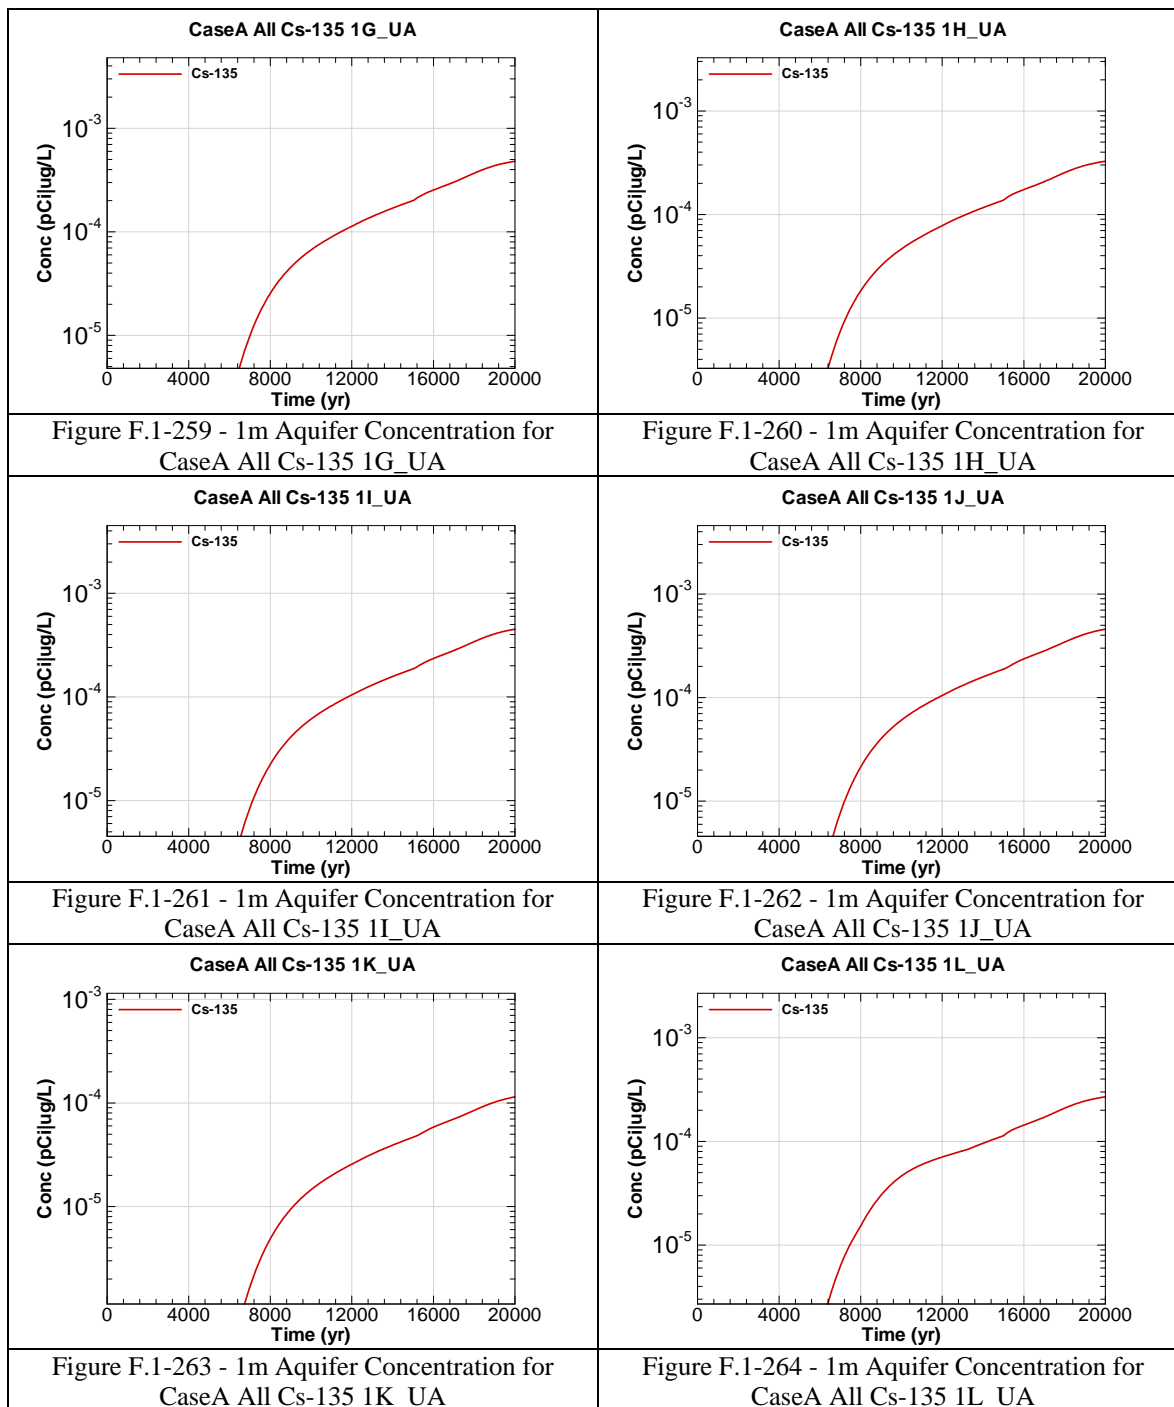 CaseA All Cs-135 1G_UA
Cs-135
10-3
10-4
10-5
Conc (pCi|ug/L)
0 4000 8000 12000 16000 20000
Time (yr)
Figure F.1-259 - 1m Aquifer Concentration for
CaseA All Cs-135 1G_UA
CaseA All Cs-135 1H_UA
Cs-135
10-3
10-4
10-5
Conc (pCi|ug/L)
0 4000 8000 12000 16000 20000
Time (yr)
Figure F.1-260 - 1m Aquifer Concentration for
CaseA All Cs-135 1H_UA
CaseA All Cs-135 1I_UA
Cs-135
10-3
10-4
10-5
Conc (pCi|ug/L)
0 4000 8000 12000 16000 20000
Time (yr)
Figure F.1-261 - 1m Aquifer Concentration for
CaseA All Cs-135 1I_UA
CaseA All Cs-135 1J_UA
Cs-135
10-3
10-4
10-5
Conc (pCi|ug/L)
0 4000 8000 12000 16000 20000
Time (yr)
Figure F.1-262 - 1m Aquifer Concentration for
CaseA All Cs-135 1J_UA
CaseA All Cs-135 1K_UA
Cs-135
10-3
10-4
10-5
Conc (pCi|ug/L)
0 4000 8000 12000 16000 20000
Time (yr)
Figure F.1-263 - 1m Aquifer Concentration for
CaseA All Cs-135 1K_UA
CaseA All Cs-135 1L_UA
Cs-135
10-3
10-4
10-5
Conc (pCi|ug/L)
0 4000 8000 12000 16000 20000
Time (yr)
Figure F.1-264 - 1m Aquifer Concentration for
CaseA All Cs-135 1L_UA